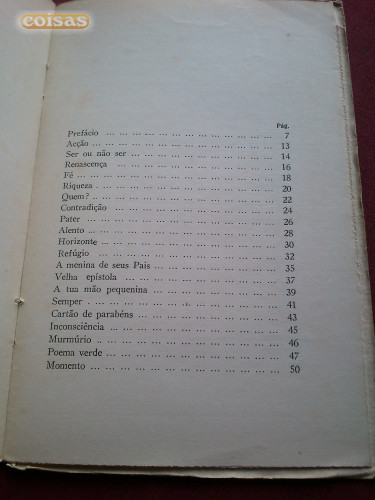 coisas
Pág.
Prefácio ... ... ... ... ... ... ... ... ... ... ... ... ... 7
Acção ... ... ... ... ... ... ... ... ... ... ... ... ... 13
Ser ou não ser ... ... ... ... ... ... ... ... ... ... ... 14
Renascença ... ... ... ... ... ... ... ... ... ... ... ... 16
Fé ... ... ... ... ... ... ... ... ... ... ... ... ... ... 18
Riqueza . ... ... ... ... ... ... ... ... ... ... ... ... 20
Quem? .. ... ... ... ... ... ... ... ... ... ... ... ... 22
Contradição ... ... ... ... ... ... ... ... ... ... ... ... 24
Pater .. ... ... ... ... ... ... ... ... ... ... ... ... ... 26
Alento .. ... ... ... ... ... ... ... ... ... ... ... ... 28
Horizonte ... ... ... ... ... ... ... ... ... ... ... ... 30
Refúgio ... ... ... ... ... ... ... ... ... ... ... ... ... 32
A menina de seus Pais ... ... ... ... ... ... ... ... ... 35
Velha epístola . ... ... ... ... ... ... ... ... ... ... ... 37
A tua mão pequenina ... ... ... ... ... ... ... ... ... 39
Semper . ... ... ... ... ... ... ... ... ... ... ... ... ... 41
Cartão de parabéns ... ... ... ... ... ... ... ... ... ... 43
Inconsciência ... ... ... ... ... ... ... ... ... ... ... ... 45
Murmúrio .. ... ... ... ... ... ... ... ... ... ... ... ... 46
Poema verde ... ... ... ... ... ... ... ... ... ... ... ... 47
Momento ... ... ... ... ... ... ... ... ... ... ... ... ... 50